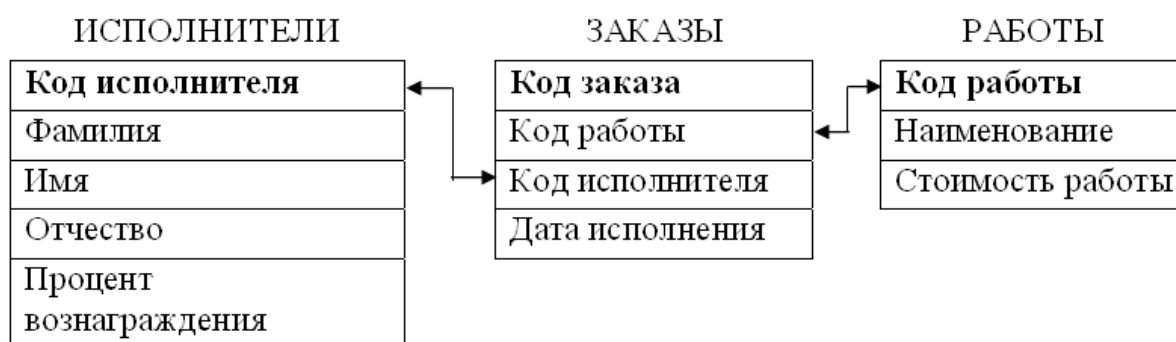 ИСПОЛНИТЕЛИ
Код исполнителя
Фамилия
Имя
Отчество
Процент
вознаграждения
ЗАКАЗЫ
Код заказа
Код работы
Код исполнителя
Дата исполнения
РАБОТЫ
Код работы
Наименование
Стоимость работы